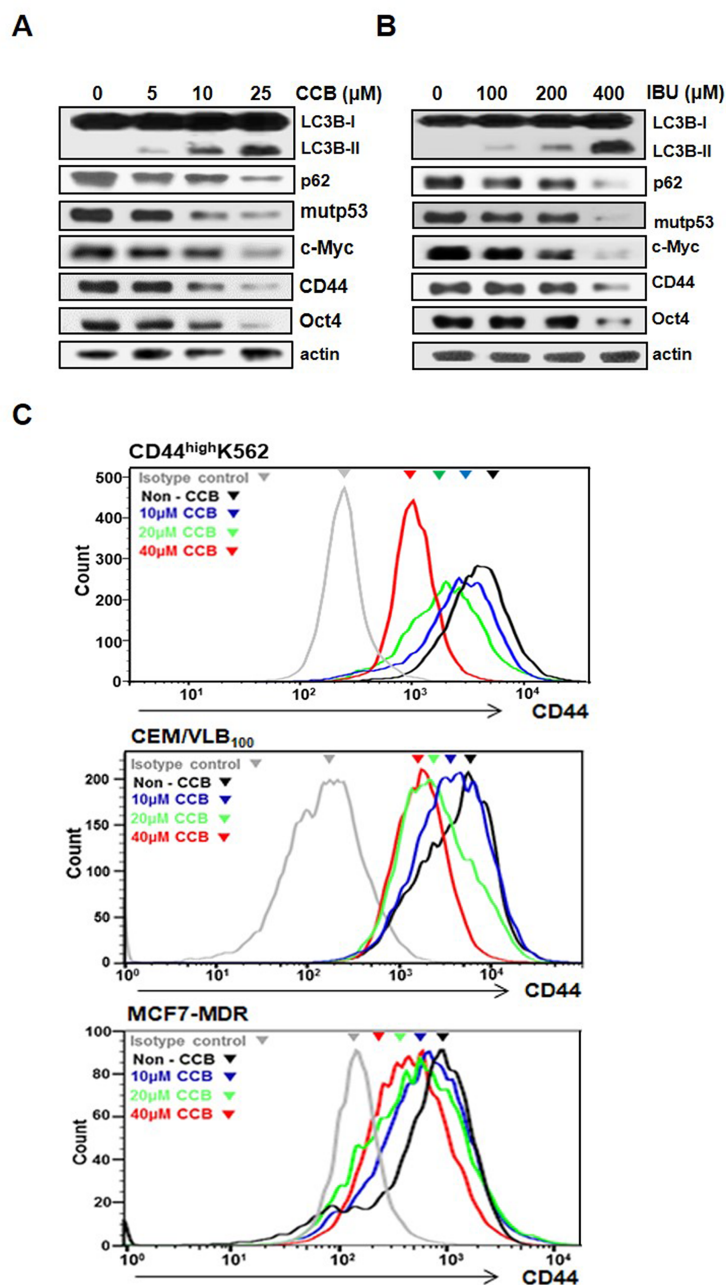 A
0 5 10 25 CCB (µM)
LC3B-I
LC3B-II
p62
mutp53
c-Myc
CD44
Oct4
actin
B
0 100 200 400 IBU (µM)
LC3B-I
LC3B-II
p62
mutp53
c-Myc
CD44
Oct4
actin
C
CD44highK562
Isotype control
Non - CCB
10µM CCB
20µM CCB
40µM CCB
Count
500
400
300
200
100
0
10¹ 10² 10³ 10⁴
CD44
CEM/VLB₁₀₀
Isotype control
Non - CCB
10µM CCB
20µM CCB
40µM CCB
Count
200
150
100
50
0
10⁰ 10¹ 10² 10³ 10⁴
CD44
MCF7-MDR
Isotype control
Non - CCB
10µM CCB
20µM CCB
40µM CCB
Count
100
80
60
40
20
0
10⁰ 10¹ 10² 10³ 10⁴
CD44